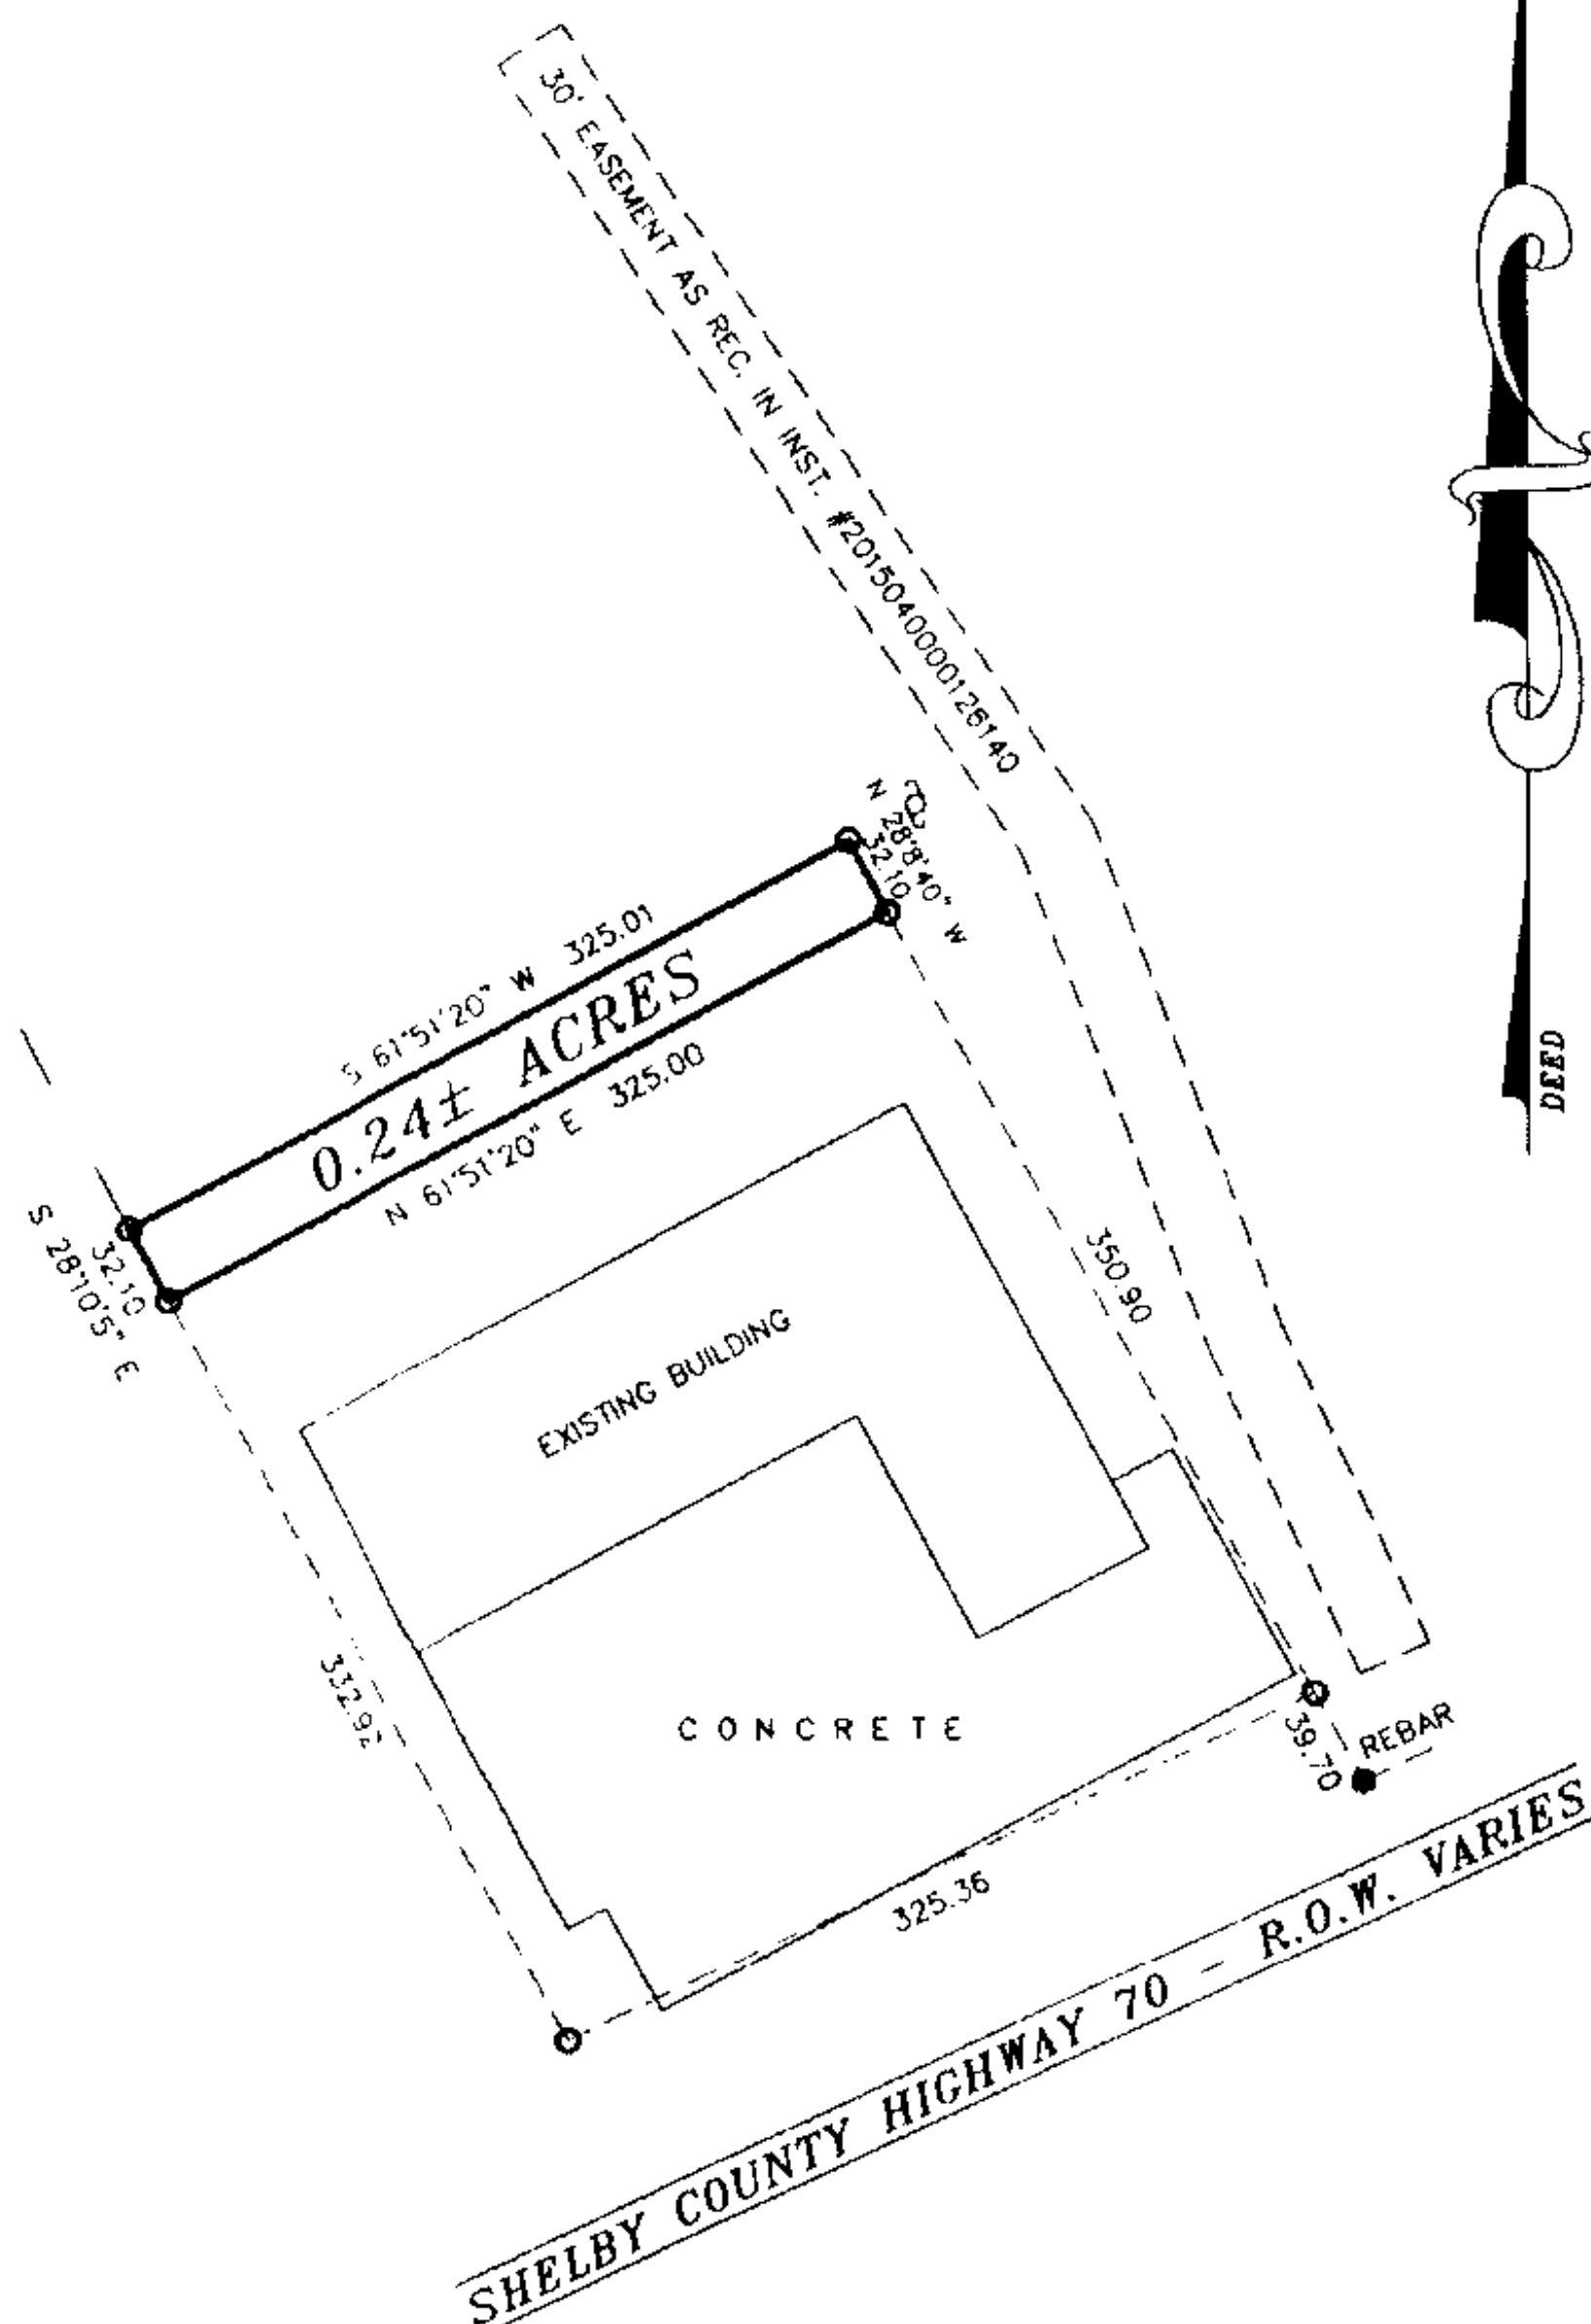 30' EASEMENT AS REC. IN INST. #2015040000126140
N 28°8'40" W
32.10
S 61°51'20" W 325.01
0.24± ACRES
N 61°51'20" E 325.00
32.10
S 28°10'5" E
DEED
350.90
EXISTING BUILDING
332.92
CONCRETE
39.70
REBAR
325.36
SHELBY COUNTY HIGHWAY 70 - R.O.W. VARIES